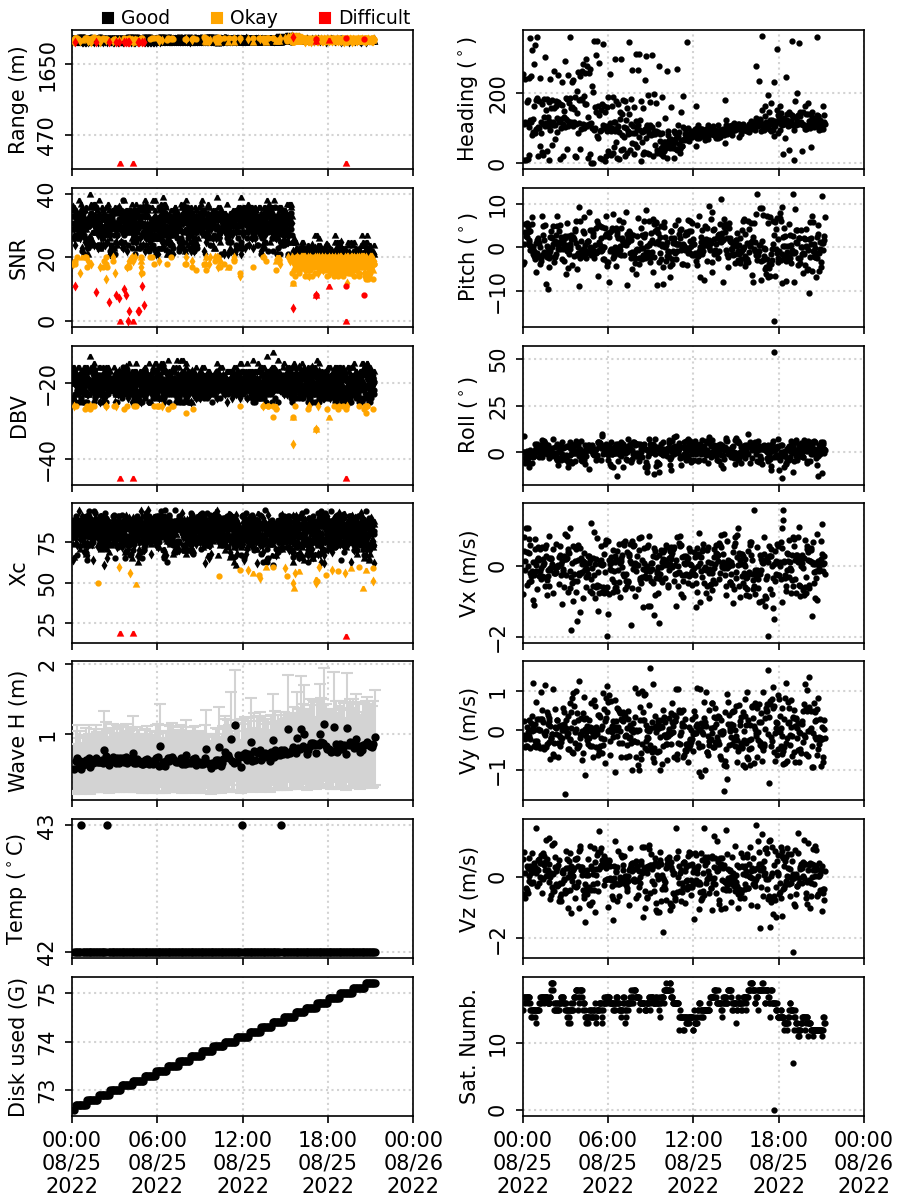 Good Okay Difficult
Range (m)
1650
470
SNR
40
20
0
DBV
−20
−40
Xc
75
50
25
Wave H (m)
2
1
Temp (°C)
43
42
Disk used (G)
75
74
73
00:00 06:00 12:00 18:00 00:00
08/25 08/25 08/25 08/25 08/26
2022 2022 2022 2022 2022
Heading (°)
200
0
Pitch (°)
10
0
−10
Roll (°)
50
25
0
Vx (m/s)
0
−2
Vy (m/s)
1
0
−1
Vz (m/s)
0
−2
Sat. Numb.
10
0
00:00 06:00 12:00 18:00 00:00
08/25 08/25 08/25 08/25 08/26
2022 2022 2022 2022 2022